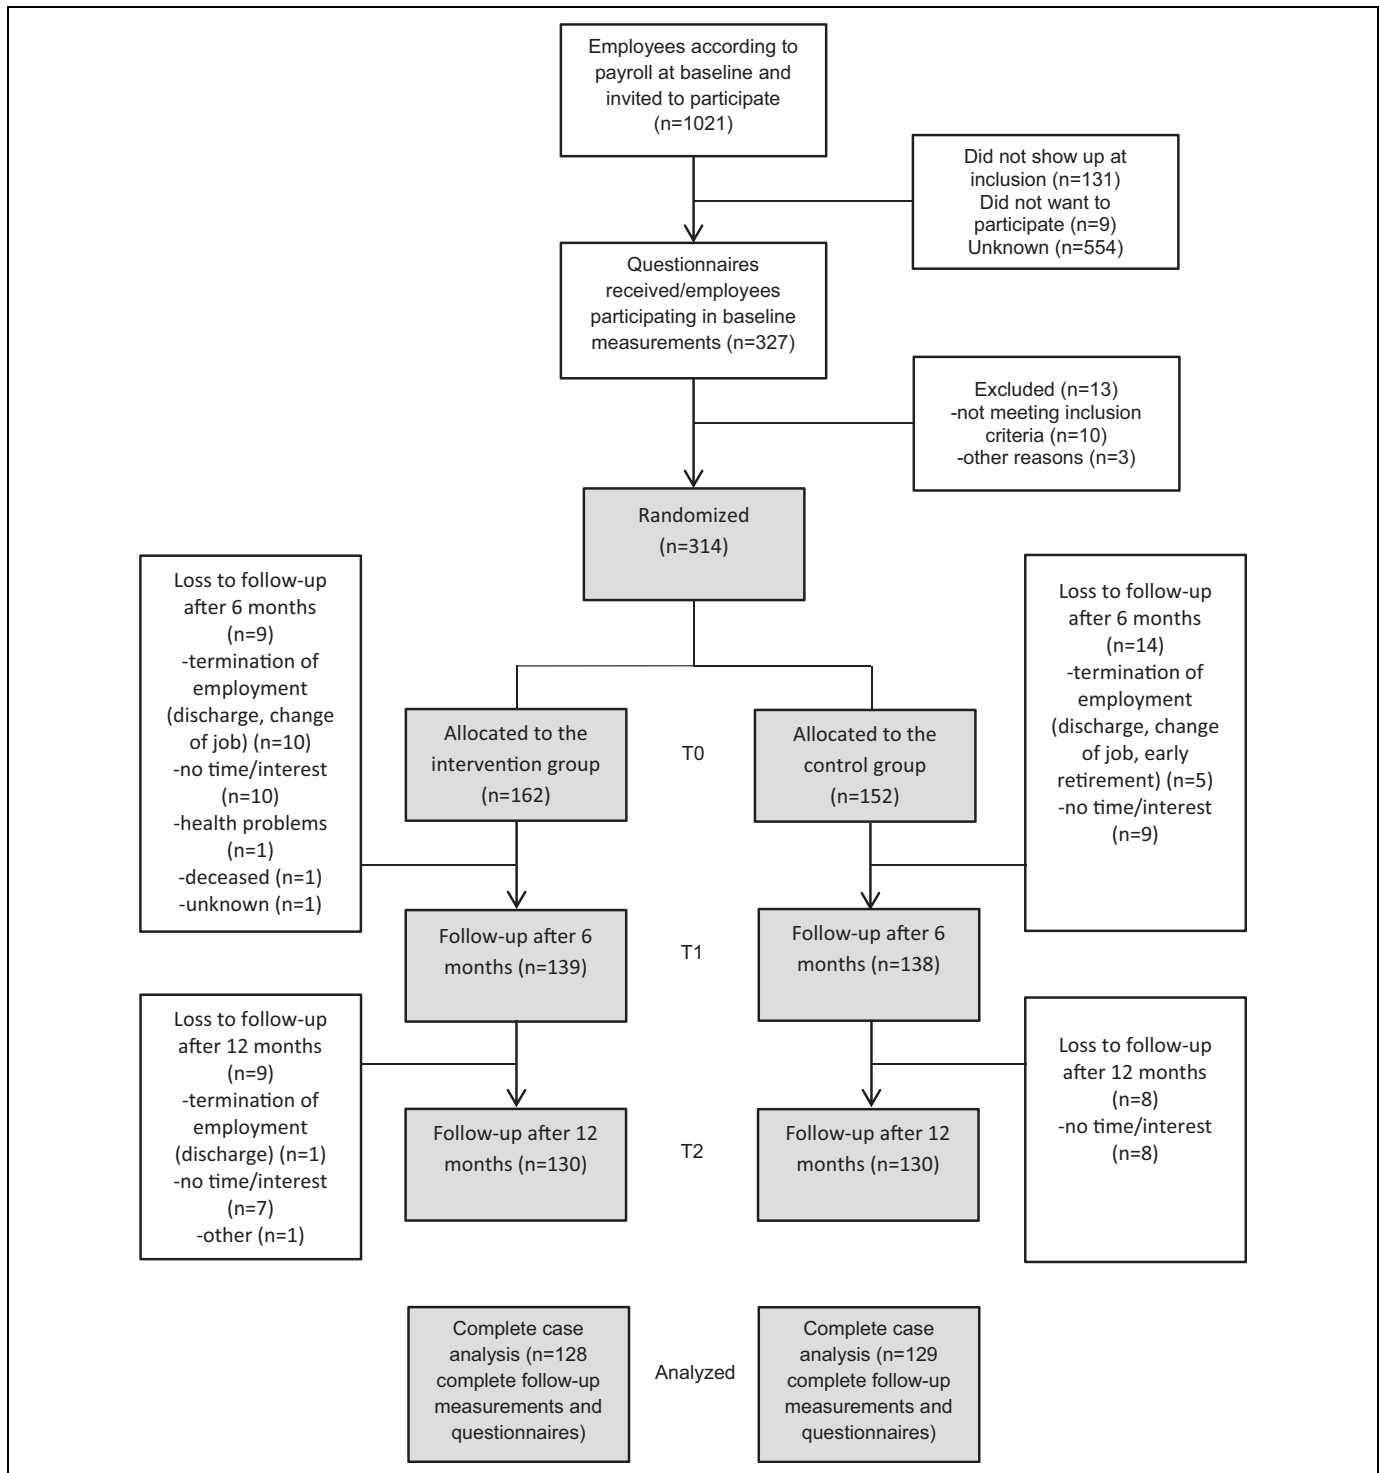 Employees according to
payroll at baseline and
invited to participate
(n=1021)
Did not show up at
inclusion (n=131)
Did not want to
participate (n=9)
Unknown (n=554)
Questionnaires
received/employees
participating in baseline
measurements (n=327)
Excluded (n=13)
-not meeting inclusion
criteria (n=10)
-other reasons (n=3)
Randomized
(n=314)
Loss to follow-up
after 6 months
(n=9)
-termination of
employment
(discharge, change
of job) (n=10)
-no time/interest
(n=10)
-health problems
(n=1)
-deceased (n=1)
-unknown (n=1)
Allocated to the
intervention group
(n=162)
T0
Allocated to the
control group
(n=152)
Loss to follow-up
after 6 months
(n=14)
-termination of
employment
(discharge, change
of job, early
retirement) (n=5)
-no time/interest
(n=9)
Follow-up after 6
months (n=139)
T1
Follow-up after 6
months (n=138)
Loss to follow-up
after 12 months
(n=9)
-termination of
employment
(discharge) (n=1)
-no time/interest
(n=7)
-other (n=1)
Loss to follow-up
after 12 months
(n=8)
-no time/interest
(n=8)
Follow-up after 12
months (n=130)
T2
Follow-up after 12
months (n=130)
Complete case
analysis (n=128
complete follow-up
measurements and
questionnaires)
Analyzed
Complete case
analysis (n=129
complete follow-up
measurements and
questionnaires)